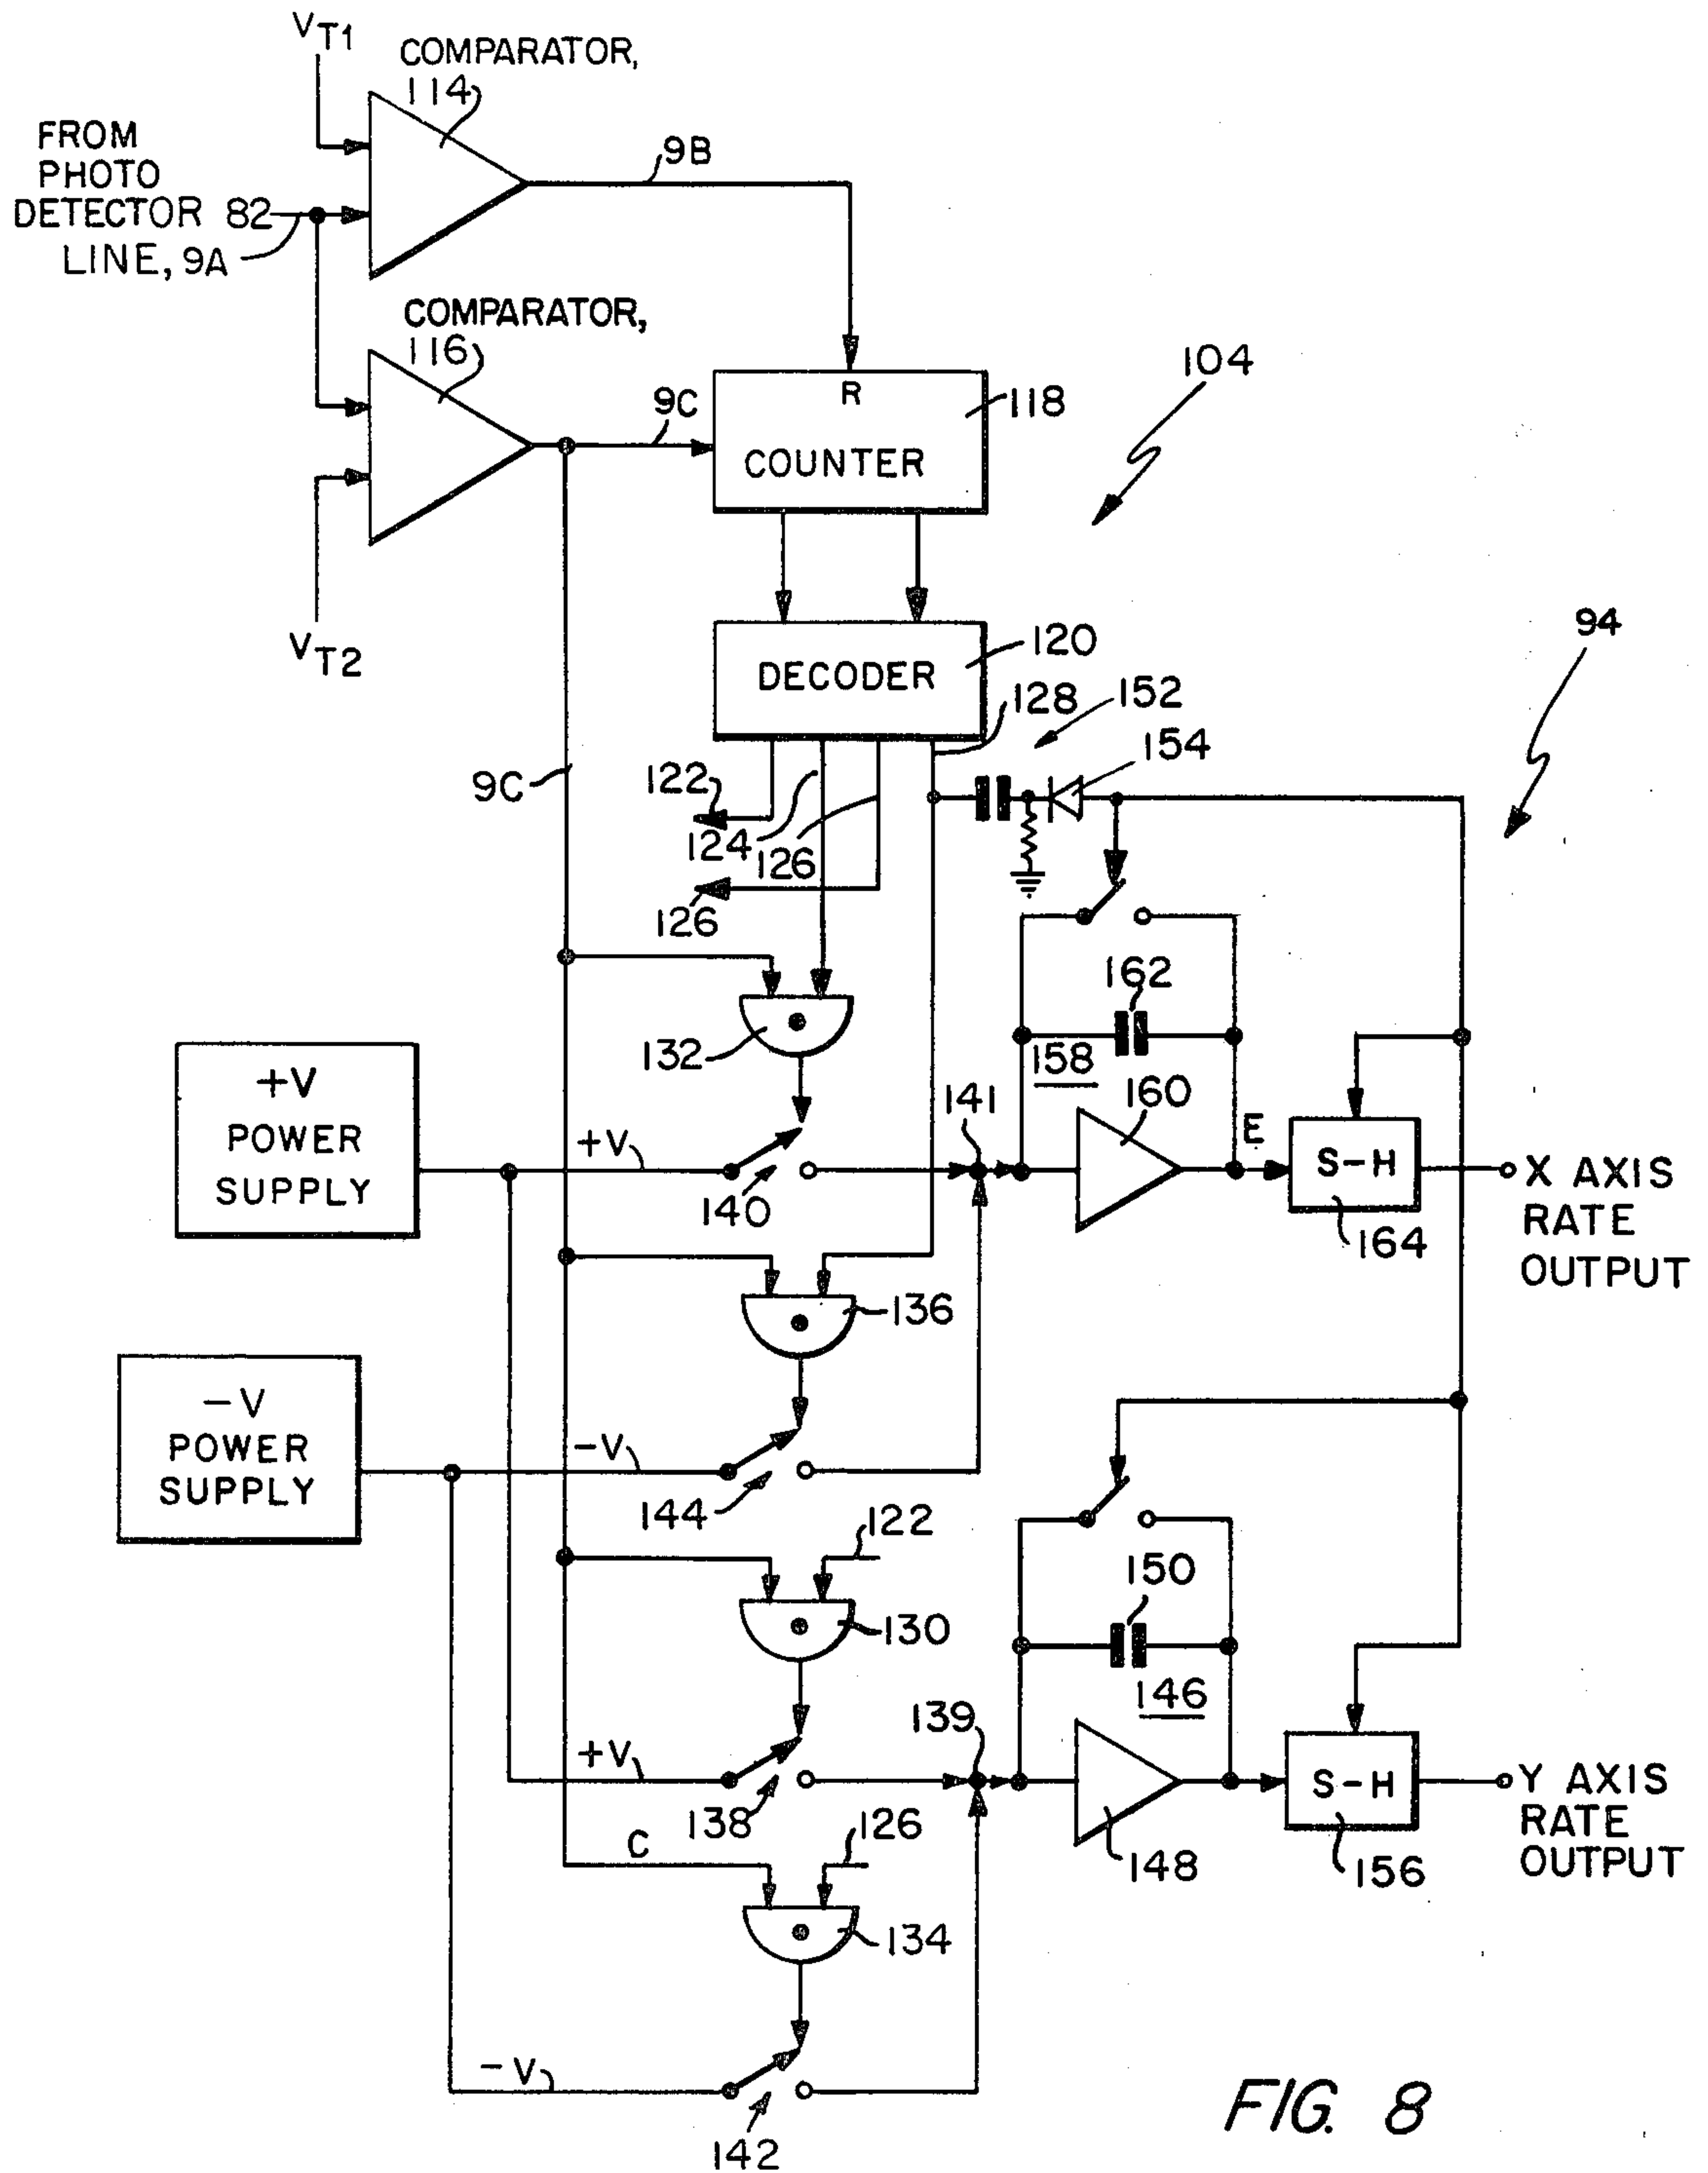 VT1
COMPARATOR,
114
FROM
PHOTO
DETECTOR 82
LINE, 9A
9B
COMPARATOR,
116
9C
R
COUNTER
118
104
VT2
DECODER
120
128
152
154
94
9C
122
124
126
126
132
162
158
160
141
+V
POWER
SUPPLY
+V
140
E
S-H
164
X AXIS
RATE
OUTPUT
136
-V
POWER
SUPPLY
-V
144
122
130
150
146
139
+V
138
148
S-H
156
Y AXIS
RATE
OUTPUT
C
126
134
-V
142
FIG. 8